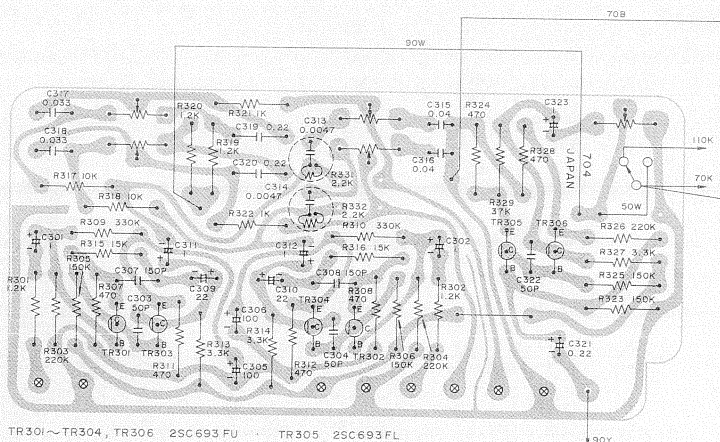 70B
90W
C317
0.033
R320
1.2K
R321 1K
C313
0.0047
C315
0.04
R324
470
C323
C318
0.033
C319 0.22
R319
1.2K
110K
C320 0.22
C316
0.04
R328
470
JAPAN
704
R317 10K
C314
0.0047
R331
2.2K
70K
R318 10K
R329
37K
50W
R322 1K
R332
2.2K
R309 330K
R310 330K
TR305
TR306
R326 220K
C301
R315 15K
C311
C312
R316 15K
C302
R327 3.3K
R305
150K
R301
1.2K
C307 150P
C308 150P
R325 150K
R307
470
C309
22
C310
22
R308
470
R302
1.2K
C322
50P
R323 150K
C303
50P
TR304
C306
100
R314
3.3K
TR301
TR303
R313
3.3K
C304
50P
TR302
R306
150K
R304
220K
R303
220K
C321
0.22
R311
470
C305
100
R312
470
TR301~TR304, TR306 2SC693FU · TR305 2SC693FL
90Y